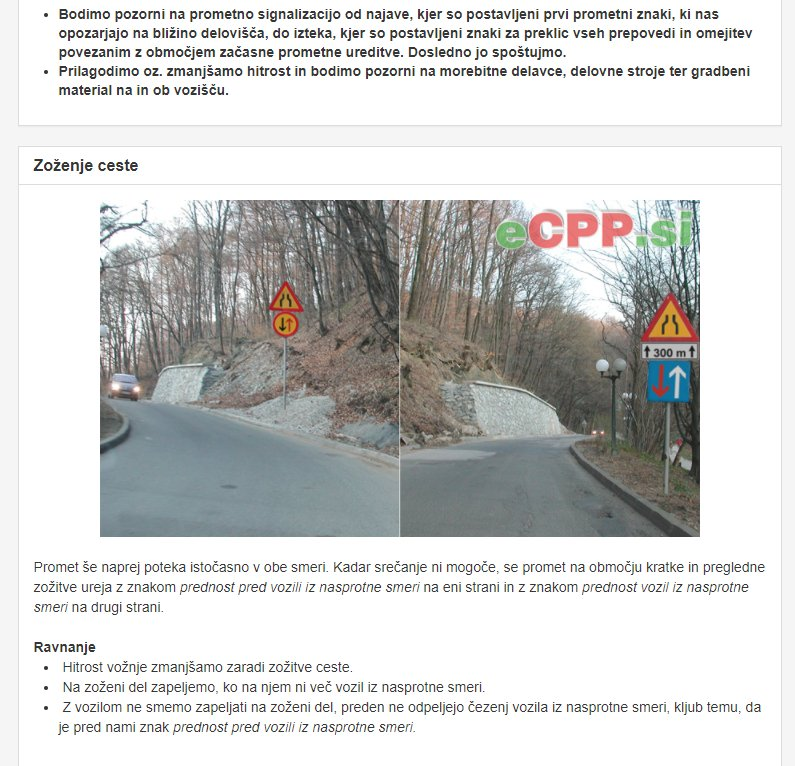 Bodimo pozorni na prometno signalizacijo od najave, kjer so postavljeni prvi prometni znaki, ki nas
opozarjajo na bližino delovišča, do izteka, kjer so postavljeni znaki za preklic vseh prepovedi in omejitev
povezanim z območjem začasne prometne ureditve. Dosledno jo spoštujmo.
Prilagodimo oz. zmanjšamo hitrost in bodimo pozorni na morebitne delavce, delovne stroje ter gradbeni
material na in ob vozišču.
Zoženje ceste
eCPP.si
300 m
Promet še naprej poteka istočasno v obe smeri. Kadar srečanje ni mogoče, se promet na območju kratke in pregledne
zožitve ureja z znakom prednost pred vozili iz nasprotne smeri na eni strani in z znakom prednost vozil iz nasprotne
smeri na drugi strani.
Ravnanje
Hitrost vožnje zmanjšamo zaradi zožitve ceste.
Na zoženi del zapeljemo, ko na njem ni več vozil iz nasprotne smeri.
Z vozilom ne smemo zapeljati na zoženi del, preden ne odpeljejo čezenj vozila iz nasprotne smeri, kljub temu, da
je pred nami znak prednost pred vozili iz nasprotne smeri.